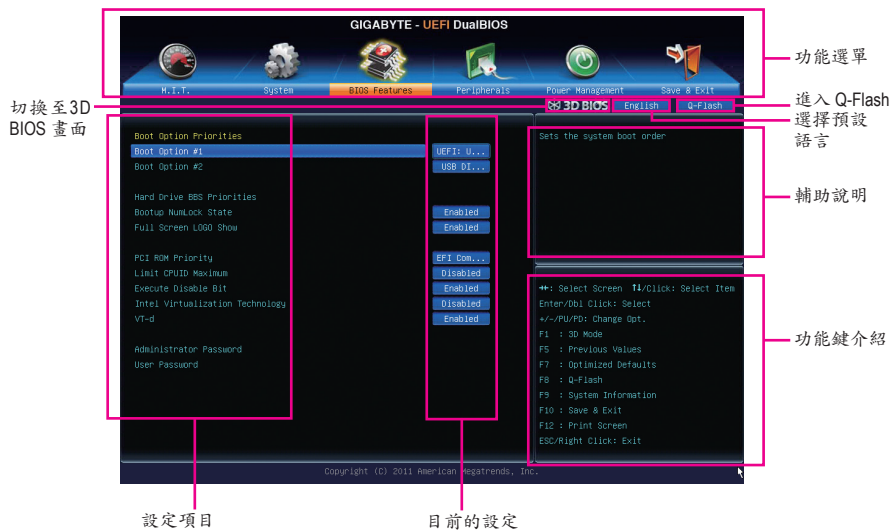 GIGABYTE - UEFI DualBIOS
M.I.T.
System
BIOS Features
Peripherals
Power Management
Save & Exit
功能選單
切換至3D
BIOS 畫面
3D BIOS
English
Q-Flash
進入 Q-Flash
選擇預設
語言
Boot Option Priorities
Boot Option #1 UEFI: U...
Boot Option #2 USB DI...
Hard Drive BBS Priorities
Bootup NumLock State Enabled
Full Screen LOGO Show Enabled
PCI ROM Priority EFI Com...
Limit CPUID Maximum Disabled
Execute Disable Bit Enabled
Intel Virtualization Technology Disabled
VT-d Enabled
Administrator Password
User Password
Sets the system boot order
輔助說明
→←: Select Screen ↑↓/Click: Select Item
Enter/Dbl Click: Select
+/-/PU/PD: Change Opt.
F1 : 3D Mode
F5 : Previous Values
F7 : Optimized Defaults
F8 : Q-Flash
F9 : System Information
F10 : Save & Exit
F12 : Print Screen
ESC/Right Click: Exit
功能鍵介紹
Copyright (C) 2011 American Megatrends, Inc.
設定項目
目前的設定